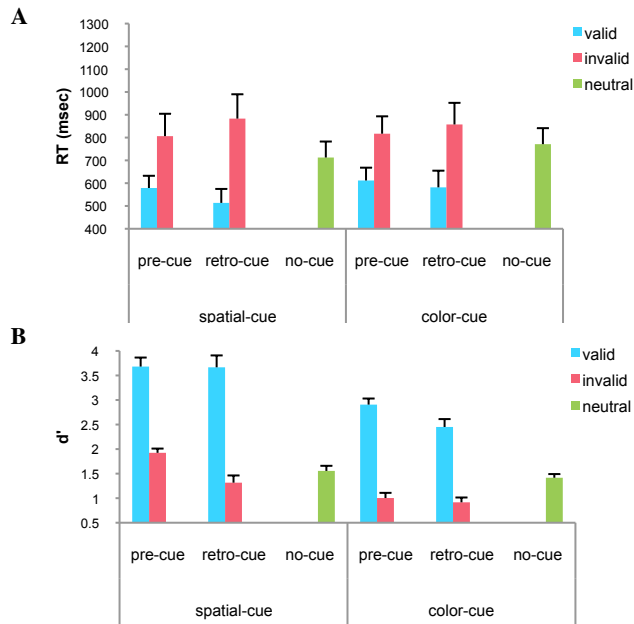 A
1300
1200
1100
1000
900
800
700
600
500
400
RT (msec)
valid
invalid
neutral
pre-cue retro-cue no-cue pre-cue retro-cue no-cue
spatial-cue color-cue
B
4
3.5
3
2.5
2
1.5
1
0.5
d'
valid
invalid
neutral
pre-cue retro-cue no-cue pre-cue retro-cue no-cue
spatial-cue color-cue